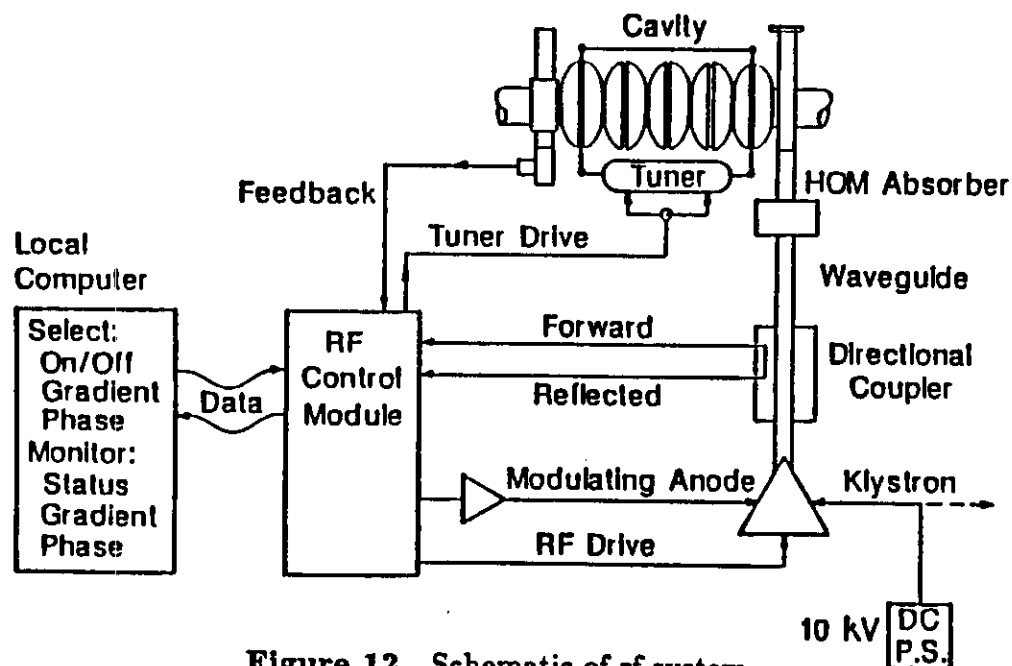 Cavity
Tuner
HOM Absorber
Feedback
Tuner Drive
Waveguide
Local
Computer
Select:
On/Off
Gradient
Phase
Monitor:
Status
Gradient
Phase
Data
RF
Control
Module
Forward
Reflected
Directional
Coupler
Modulating Anode
Klystron
RF Drive
10 kV
DC
P.S.
Figure 12. Schematic of rf system